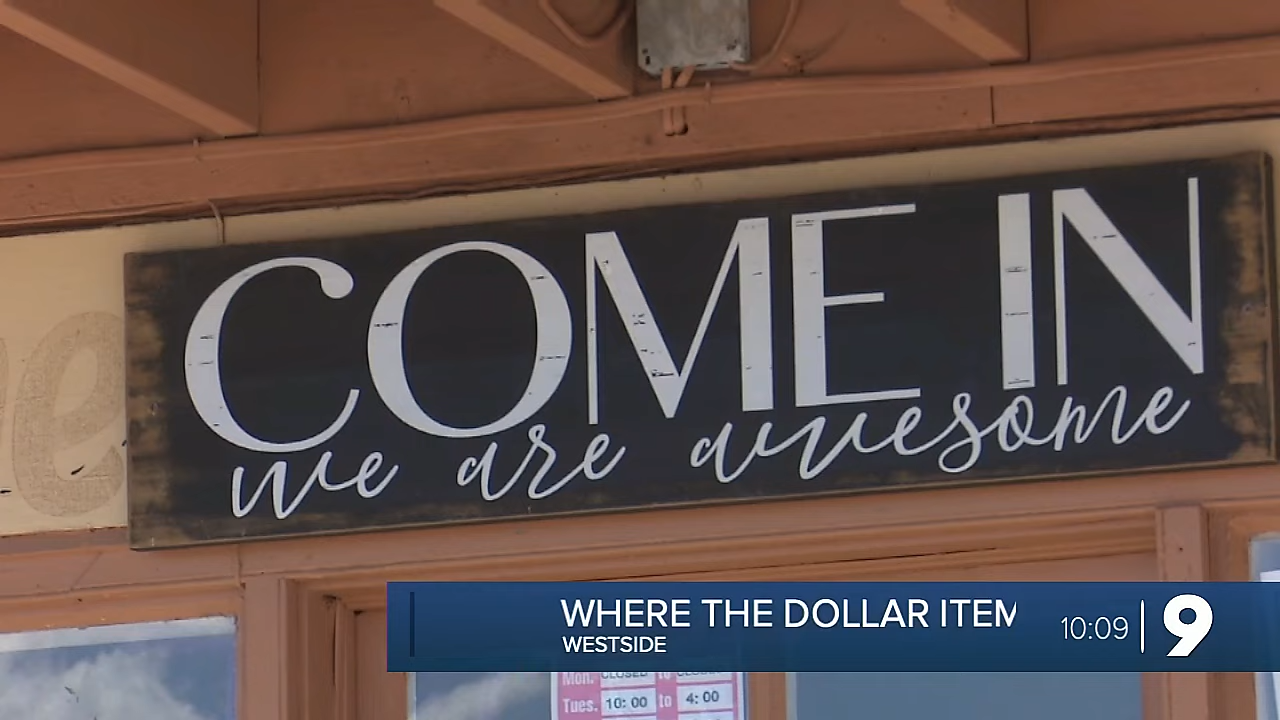 COME IN
we are awesome
WHERE THE DOLLAR ITEM
WESTSIDE
10:09
9
Mon. CLOSED to
Tues. 10:00 to 4:00